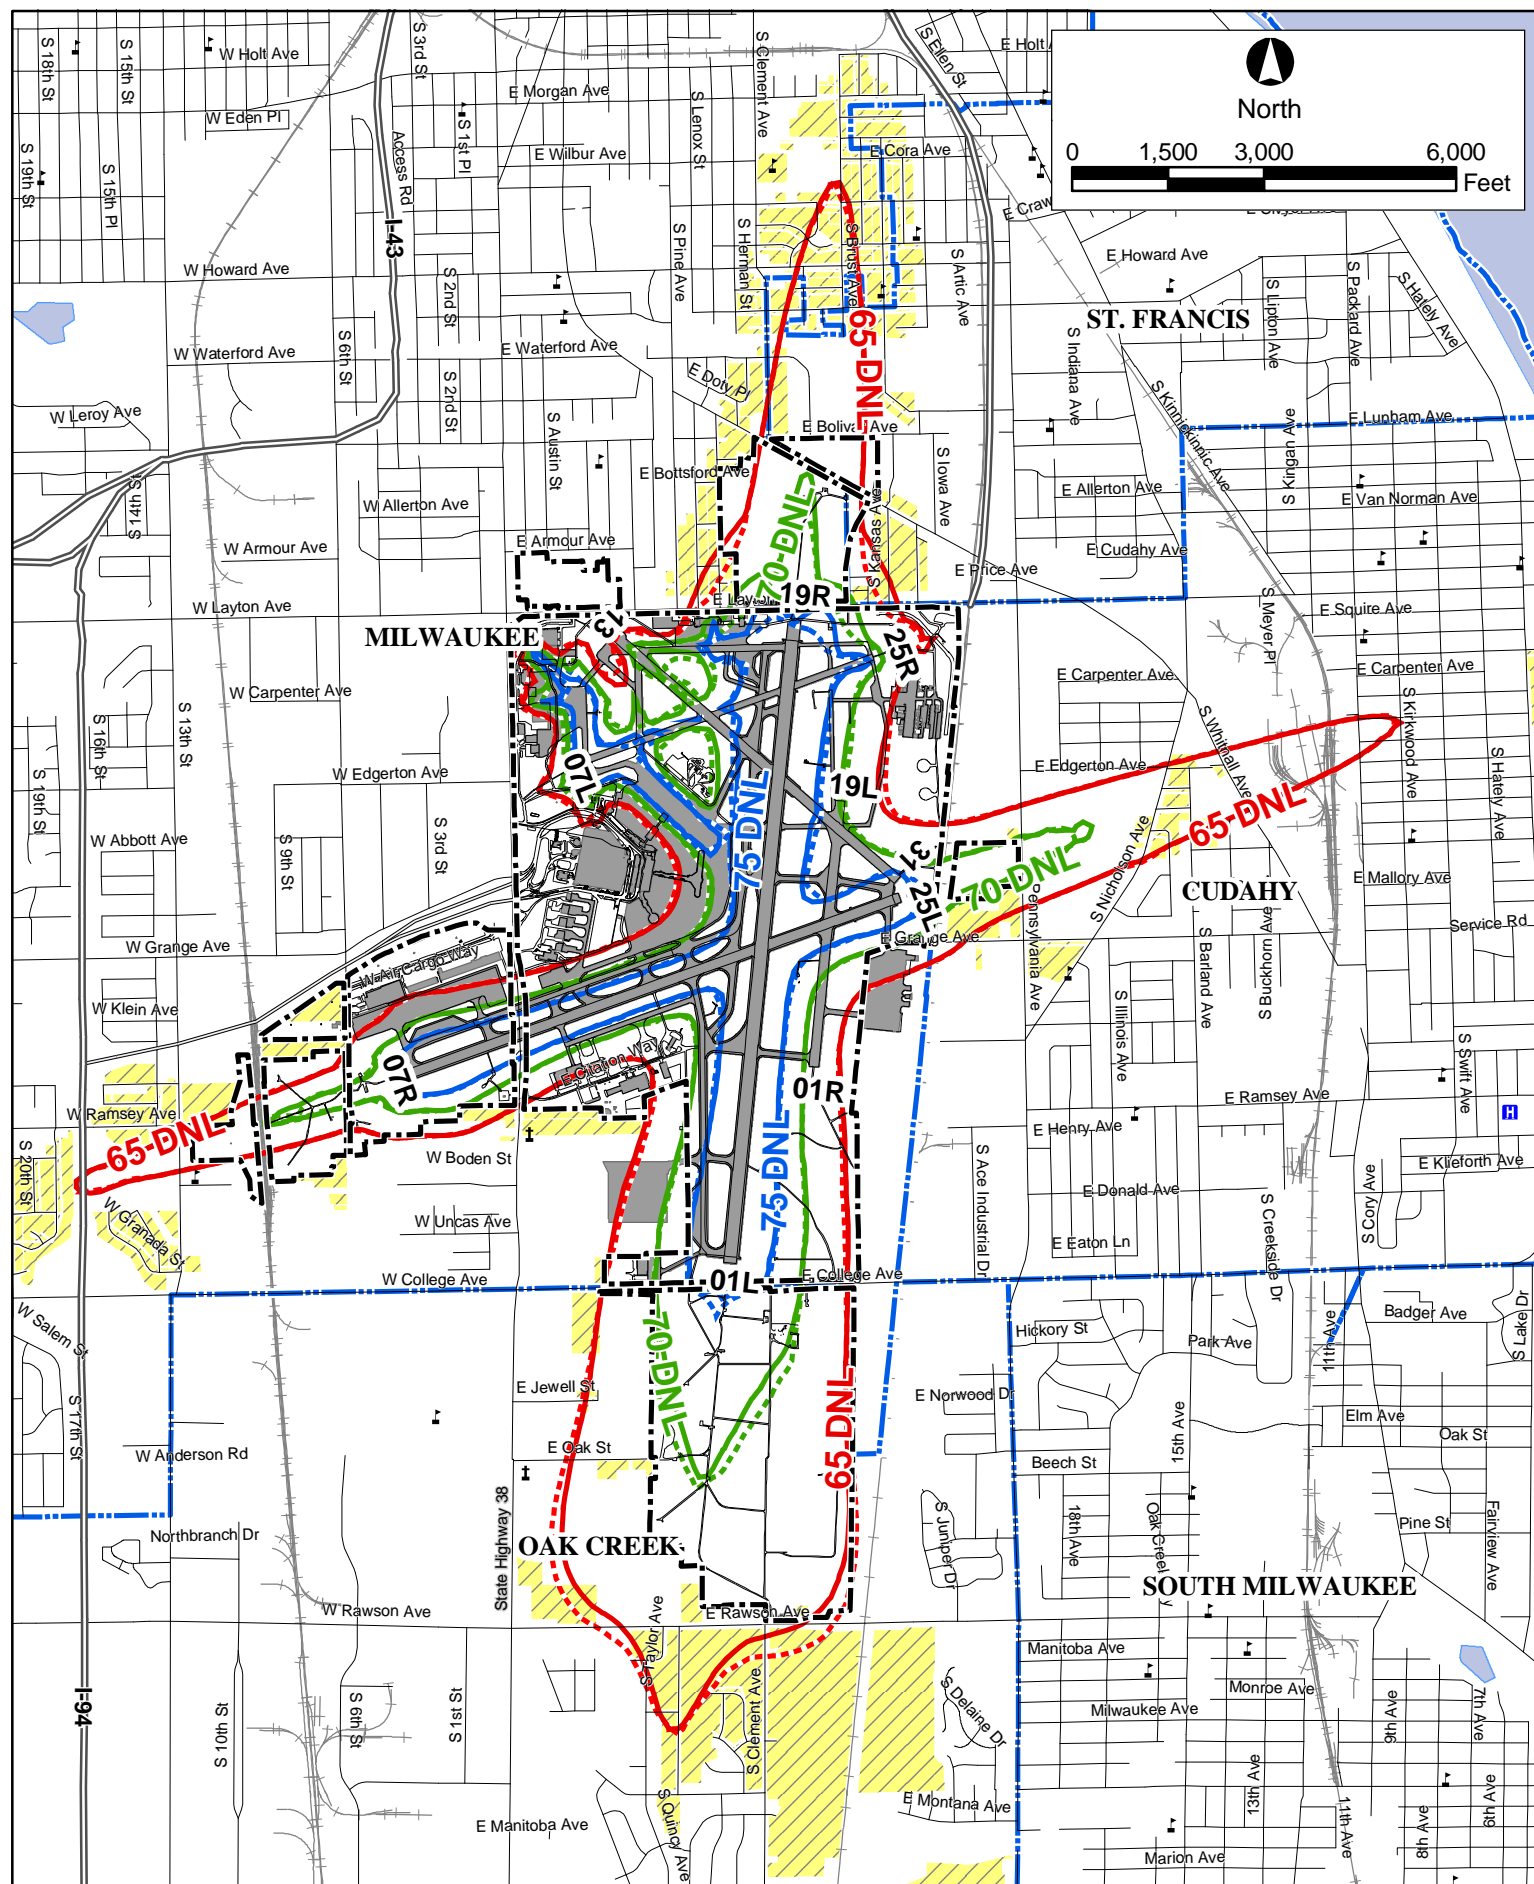 S 18th St
S 15th St
W Holt Ave
S 3rd St
S Clement Ave
S Ellen St
E Holt
North
0 1,500 3,000 6,000
Feet
E Morgan Ave
W Eden Pl
S 1st Pl
S Lenox St
Access Rd
E Wilbur Ave
E Cora Ave
S 19th St
S 15th Pl
E Craw
I-43
S Pine Ave
S Herman St
S Brust Ave
S Artic Ave
E Howard Ave
W Howard Ave
S 2nd St
S Lipton Ave
S Packard Ave
S Hately Ave
ST. FRANCIS
65-DNL
S 6th St
W Waterford Ave
E Waterford Ave
S Indiana Ave
E Doty Pl
S 2nd St
S Kinnickinnic Ave
W Leroy Ave
S Austin St
E Boliva Ave
S Kingan Ave
E Lunham Ave
E Bottsford Ave
S Iowa Ave
S 14th St
W Allerton Ave
70-DNL
E Allerton Ave
E Van Norman Ave
S Kansas Ave
W Armour Ave
E Armour Ave
E Cudahy Ave
E Price Ave
W Layton Ave
E Lay
19R
S Meyer Pl
E Squire Ave
MILWAUKEE
13
25R
W Carpenter Ave
E Carpenter Ave
E Carpenter Ave
S 16th St
S 13th St
S Whitnall Ave
S Kirkwood Ave
W Edgerton Ave
07L
19L
E Edgerton Ave
S Hately Ave
S 19th St
75 DNL
65-DNL
W Abbott Ave
S 9th St
S 3rd St
31
70-DNL
S Nicholson Ave
CUDAHY
E Mallory Ave
25L
Pennsylvania Ave
W Grange Ave
E Grange Ave
S Barland Ave
S Buckhorn Ave
Service Rd
W Air Cargo Way
W Klein Ave
S Illinois Ave
S Swift Ave
07R
E Citation Way
01R
W Ramsey Ave
E Ramsey Ave
H
65-DNL
E Henry Ave
S 20th St
W Boden St
S Ace Industrial Dr
E Klieforth Ave
75-DNL
E Donald Ave
W Granada St
W Uncas Ave
S Creekside Dr
S Cory Ave
E Eaton Ln
W College Ave
01L
E College Ave
W Salem St
Hickory St
Park Ave
11th Ave
Badger Ave
S Lake Dr
70-DNL
65 DNL
E Jewell St
E Norwood Dr
S 17th St
15th Ave
Elm Ave
Oak St
W Anderson Rd
E Oak St
Beech St
State Highway 38
S Juniper Dr
18th Ave
Northbranch Dr
OAK CREEK
Pine St
Fairview Ave
SOUTH MILWAUKEE
W Rawson Ave
S Taylor Ave
E Rawson Ave
Manitoba Ave
I-94
S 10th St
S 6th St
S 1st St
S Clement Ave
S Delaine Dr
Milwaukee Ave
Monroe Ave
9th Ave
7th Ave
E Montana Ave
13th Ave
S Quincy Ave
11th Ave
6th Ave
E Manitoba Ave
8th Ave
Marion Ave